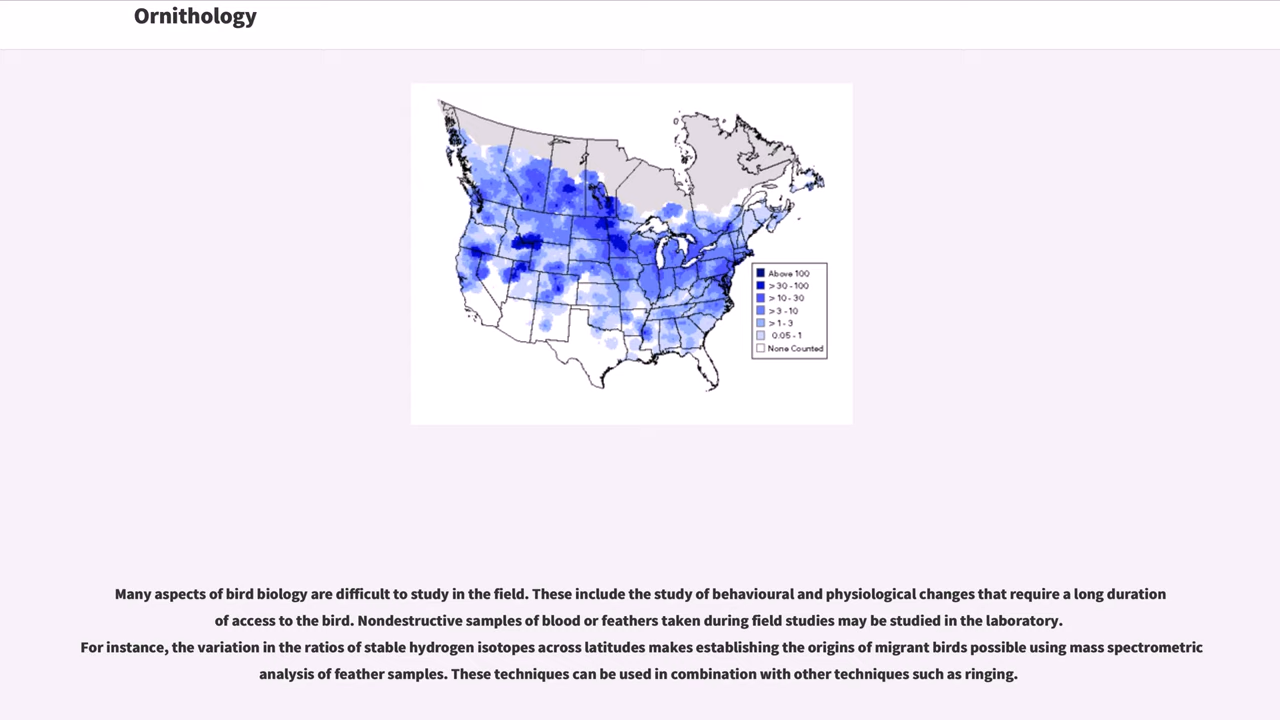 Ornithology
Above 100
> 30 - 100
> 10 - 30
> 3 - 10
> 1 - 3
0.05 - 1
None Counted
Many aspects of bird biology are difficult to study in the field. These include the study of behavioural and physiological changes that require a long duration
of access to the bird. Nondestructive samples of blood or feathers taken during field studies may be studied in the laboratory.
For instance, the variation in the ratios of stable hydrogen isotopes across latitudes makes establishing the origins of migrant birds possible using mass spectrometric
analysis of feather samples. These techniques can be used in combination with other techniques such as ringing.